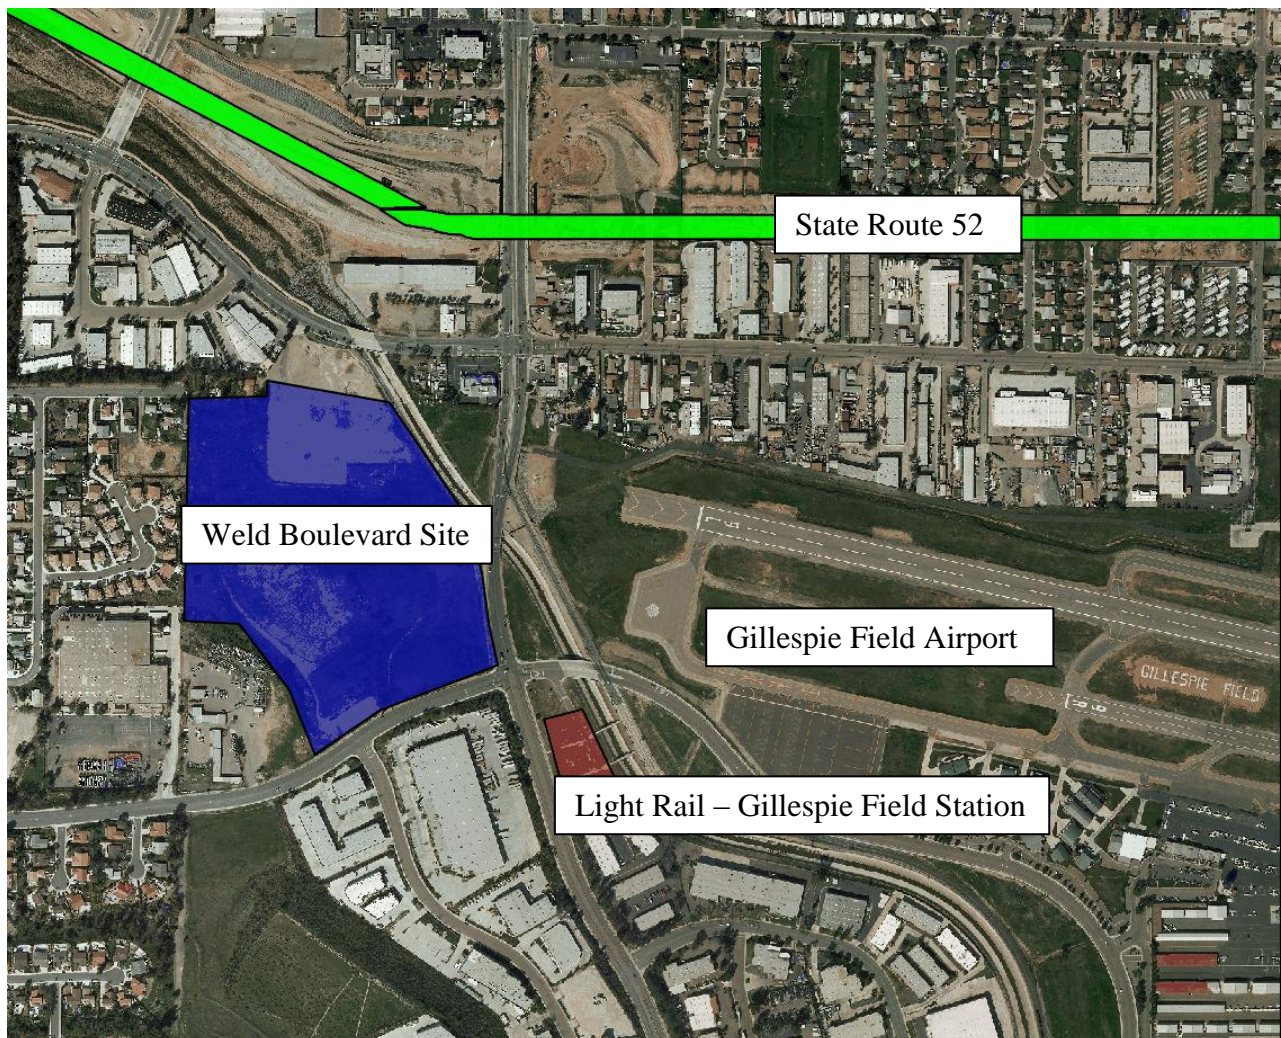 State Route 52
Weld Boulevard Site
Gillespie Field Airport
GILLESPIE FIELD
Light Rail – Gillespie Field Station